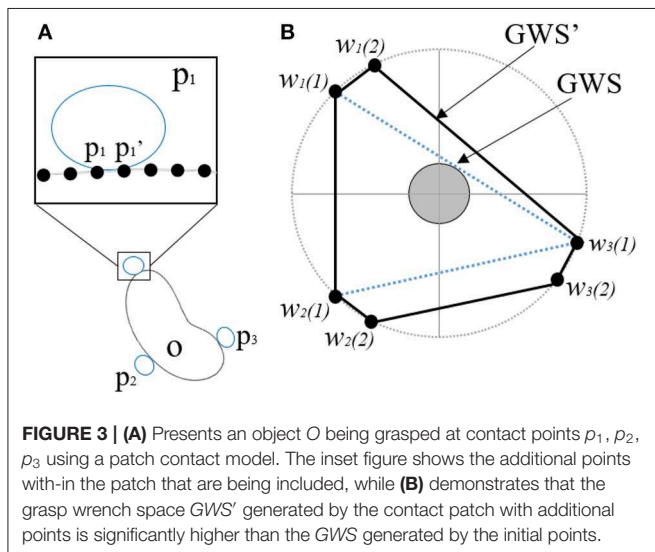 A
p₁
p₁ p₁'
O
p₂
p₃
B
GWS'
GWS
w₁(2)
w₁(1)
w₃(1)
w₃(2)
w₂(1)
w₂(2)
FIGURE 3 | (A) Presents an object O being grasped at contact points p₁, p₂,
p₃ using a patch contact model. The inset figure shows the additional points
with-in the patch that are being included, while (B) demonstrates that the
grasp wrench space GWS′ generated by the contact patch with additional
points is significantly higher than the GWS generated by the initial points.